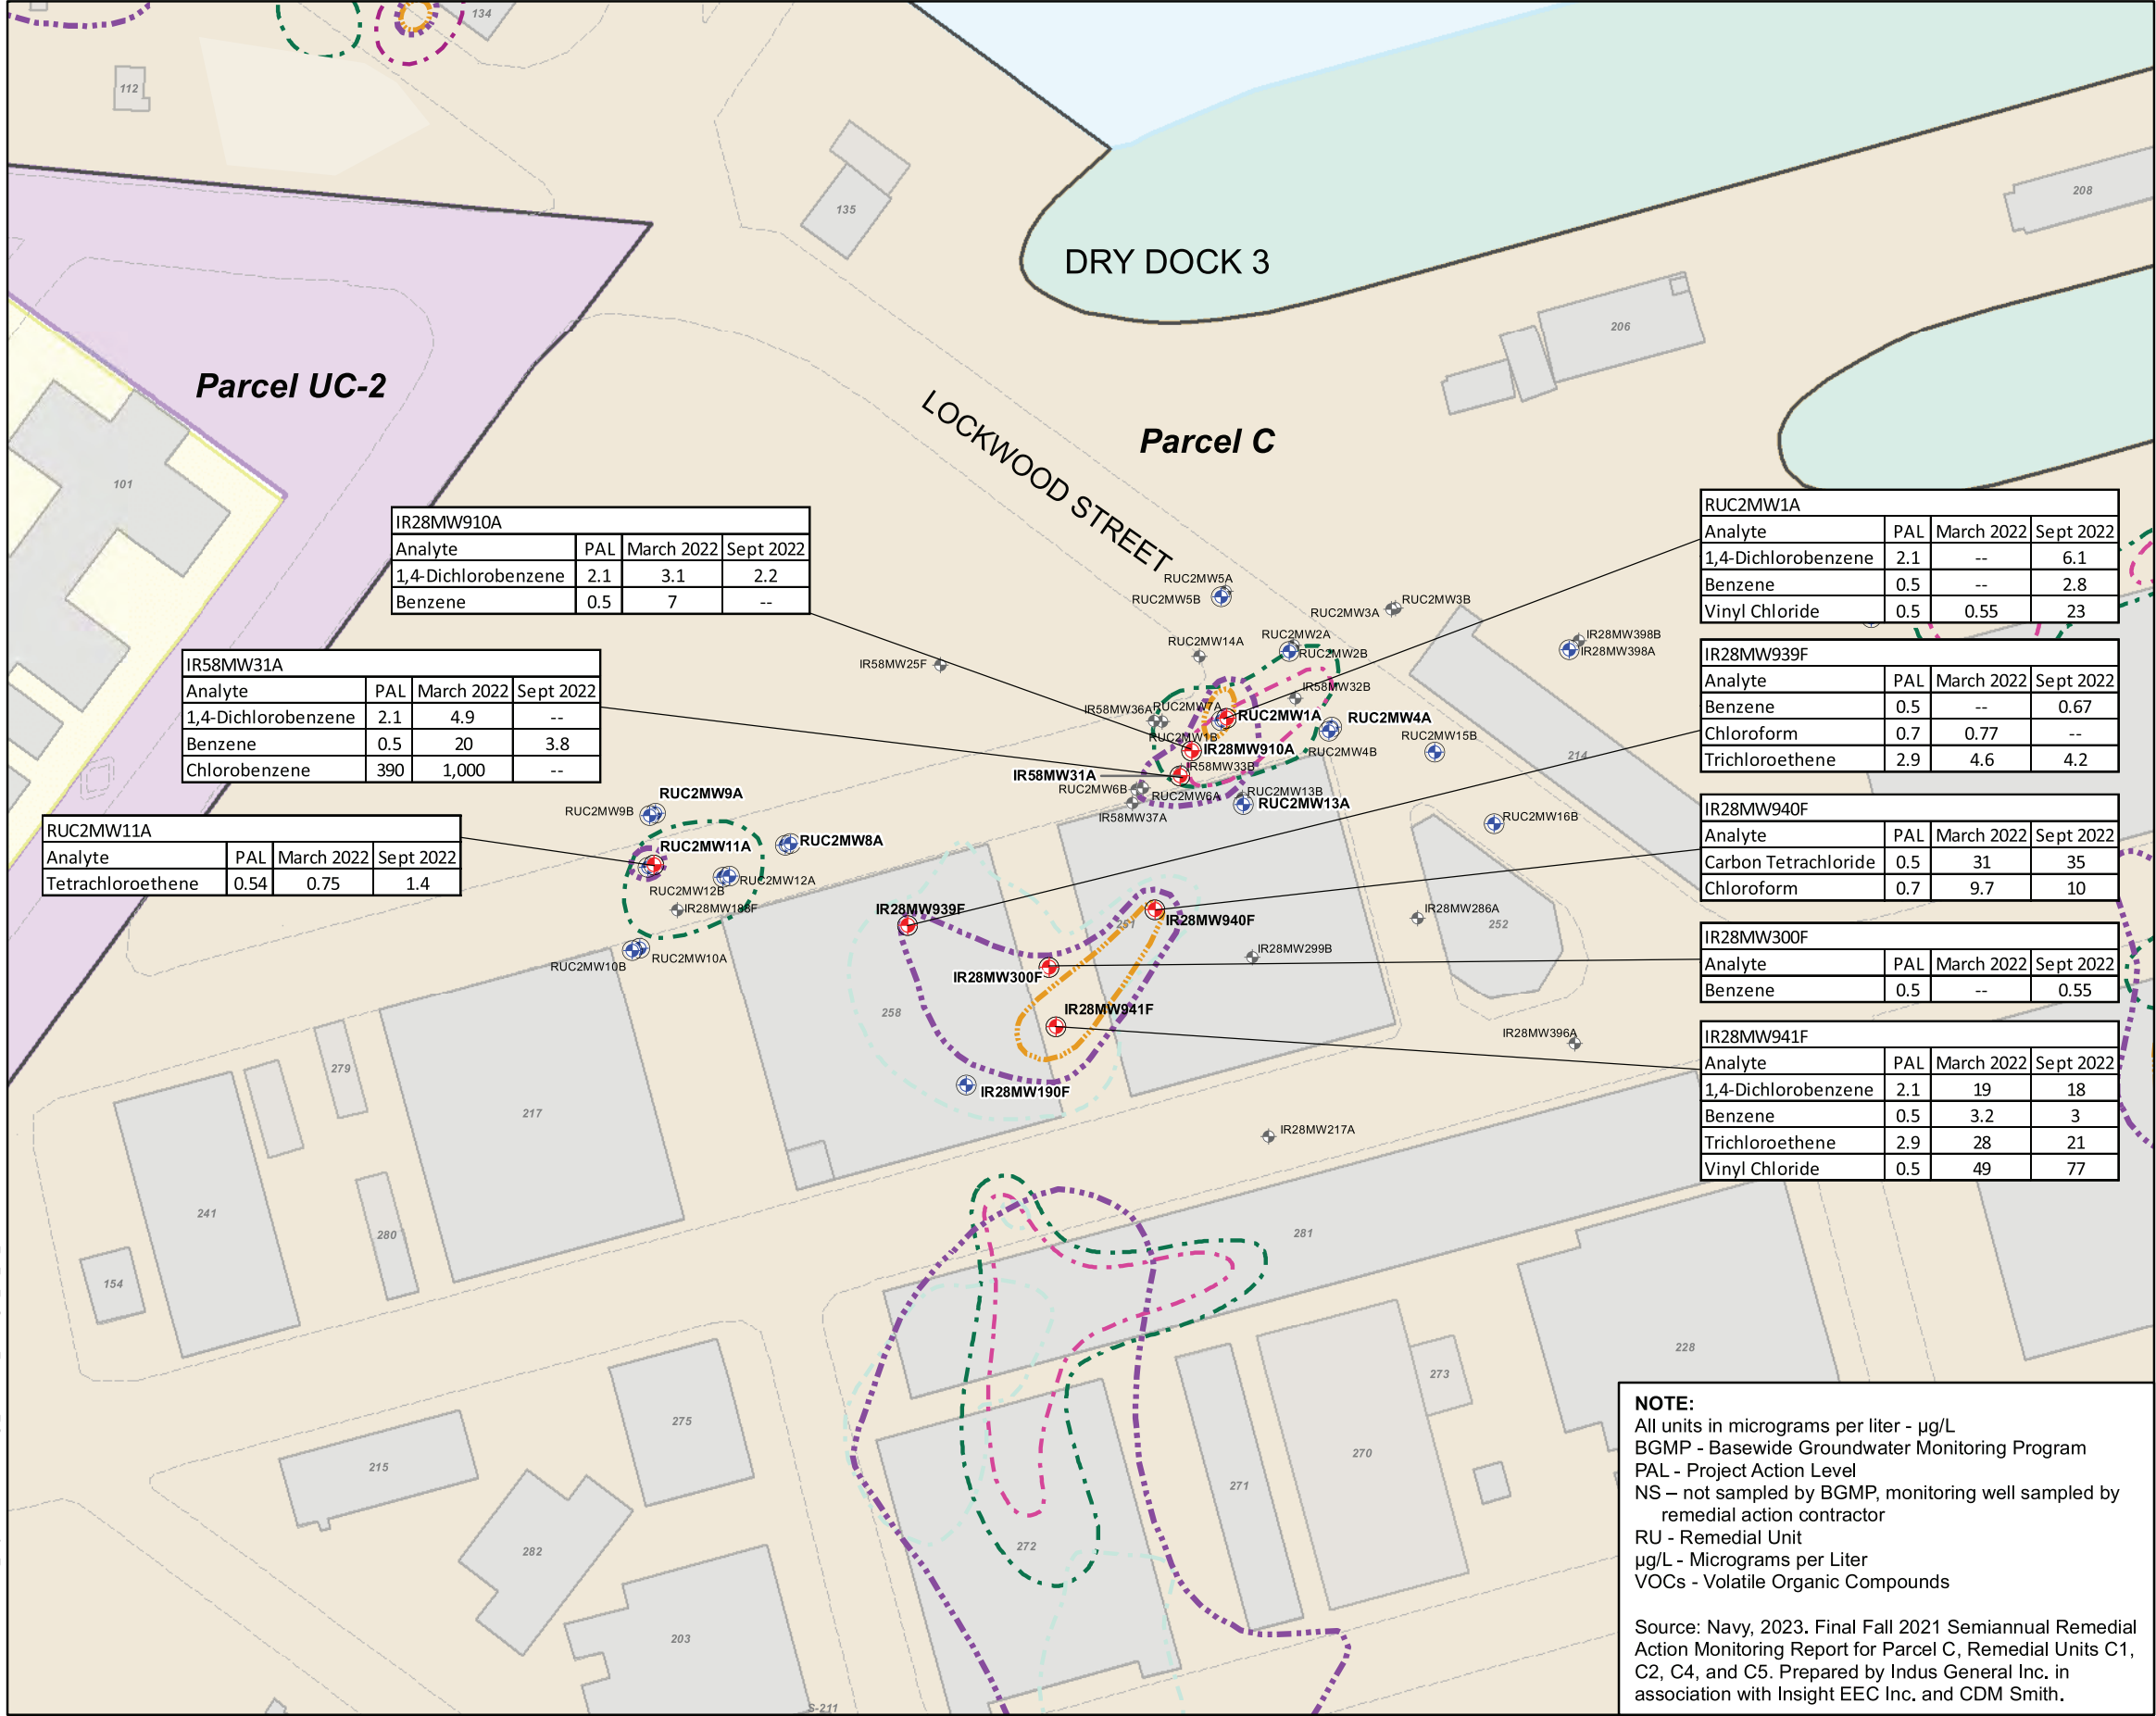 134
112
135
208
DRY DOCK 3
206
Parcel UC-2
LOCKWOOD STREET
Parcel C
101
IR28MW910A
Analyte PAL March 2022 Sept 2022
1,4-Dichlorobenzene 2.1 3.1 2.2
Benzene 0.5 7 --
RUC2MW1A
Analyte PAL March 2022 Sept 2022
1,4-Dichlorobenzene 2.1 -- 6.1
Benzene 0.5 -- 2.8
Vinyl Chloride 0.5 0.55 23
IR58MW31A
Analyte PAL March 2022 Sept 2022
1,4-Dichlorobenzene 2.1 4.9 --
Benzene 0.5 20 3.8
Chlorobenzene 390 1,000 --
IR28MW939F
Analyte PAL March 2022 Sept 2022
Benzene 0.5 -- 0.67
Chloroform 0.7 0.77 --
Trichloroethene 2.9 4.6 4.2
RUC2MW11A
Analyte PAL March 2022 Sept 2022
Tetrachloroethene 0.54 0.75 1.4
IR28MW940F
Analyte PAL March 2022 Sept 2022
Carbon Tetrachloride 0.5 31 35
Chloroform 0.7 9.7 10
IR28MW300F
Analyte PAL March 2022 Sept 2022
Benzene 0.5 -- 0.55
IR28MW941F
Analyte PAL March 2022 Sept 2022
1,4-Dichlorobenzene 2.1 19 18
Benzene 0.5 3.2 3
Trichloroethene 2.9 28 21
Vinyl Chloride 0.5 49 77
RUC2MW5A
RUC2MW5B
RUC2MW3A
RUC2MW3B
RUC2MW14A
RUC2MW2A
RUC2MW2B
IR28MW398B
IR28MW398A
IR58MW25F
IR58MW32B
IR58MW36A
RUC2MW7A
RUC2MW1A
RUC2MW4A
RUC2MW1B
RUC2MW15B
IR28MW910A
RUC2MW4B
214
IR58MW33B
IR58MW31A
RUC2MW6B
RUC2MW6A
RUC2MW13B
RUC2MW13A
IR58MW37A
RUC2MW16B
RUC2MW9A
RUC2MW9B
RUC2MW8A
RUC2MW11A
RUC2MW12B
RUC2MW12A
IR28MW188F
RUC2MW10B
RUC2MW10A
IR28MW939F
251
IR28MW940F
IR28MW286A
252
IR28MW299B
IR28MW300F
IR28MW941F
258
IR28MW396A
IR28MW190F
IR28MW217A
279
217
241
280
154
281
228
273
275
270
215
271
272
282
203
S-211
NOTE:
All units in micrograms per liter - µg/L
BGMP - Basewide Groundwater Monitoring Program
PAL - Project Action Level
NS – not sampled by BGMP, monitoring well sampled by
remedial action contractor
RU - Remedial Unit
µg/L - Micrograms per Liter
VOCs - Volatile Organic Compounds
Source: Navy, 2023. Final Fall 2021 Semiannual Remedial
Action Monitoring Report for Parcel C, Remedial Units C1,
C2, C4, and C5. Prepared by Indus General Inc. in
association with Insight EEC Inc. and CDM Smith.